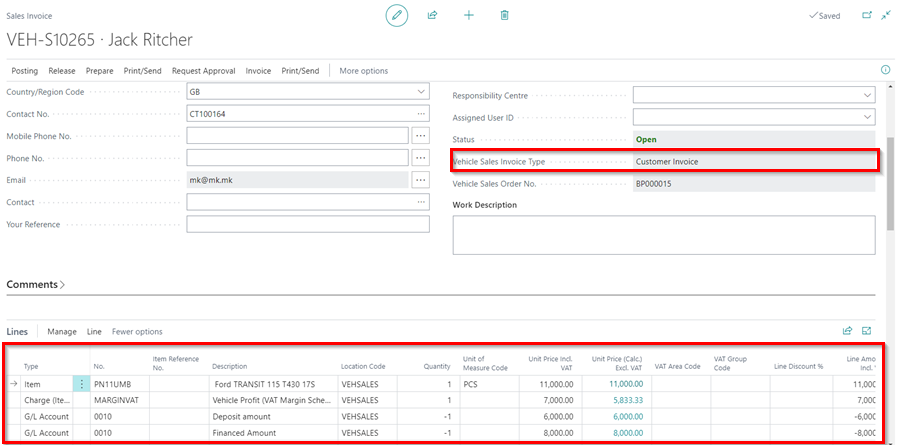 Sales Invoice
Saved
VEH-S10265 · Jack Ritcher
Posting Release Prepare Print/Send Request Approval Invoice Print/Send More options
Country/Region Code GB
Contact No. CT100164
Mobile Phone No.
Phone No.
Email mk@mk.mk
Contact
Your Reference
Responsibility Centre
Assigned User ID
Status Open
Vehicle Sales Invoice Type Customer Invoice
Vehicle Sales Order No. BP000015
Work Description
Comments
Lines Manage Line Fewer options
Type No. Item Reference No. Description Location Code Quantity Unit of Measure Code Unit Price Incl. VAT Unit Price (Calc.) Excl. VAT VAT Area Code VAT Group Code Line Discount % Line Amo Incl.
Item PN11UMB Ford TRANSIT 115 T430 17S VEHSALES 1 PCS 11,000.00 11,000.00 11,000
Charge (Ite... MARGINVAT Vehicle Profit (VAT Margin Sche... VEHSALES 1 7,000.00 5,833.33 7,000
G/L Account 0010 Deposit amount VEHSALES -1 6,000.00 6,000.00 -6,000
G/L Account 0010 Financed Amount VEHSALES -1 8,000.00 8,000.00 -8,000